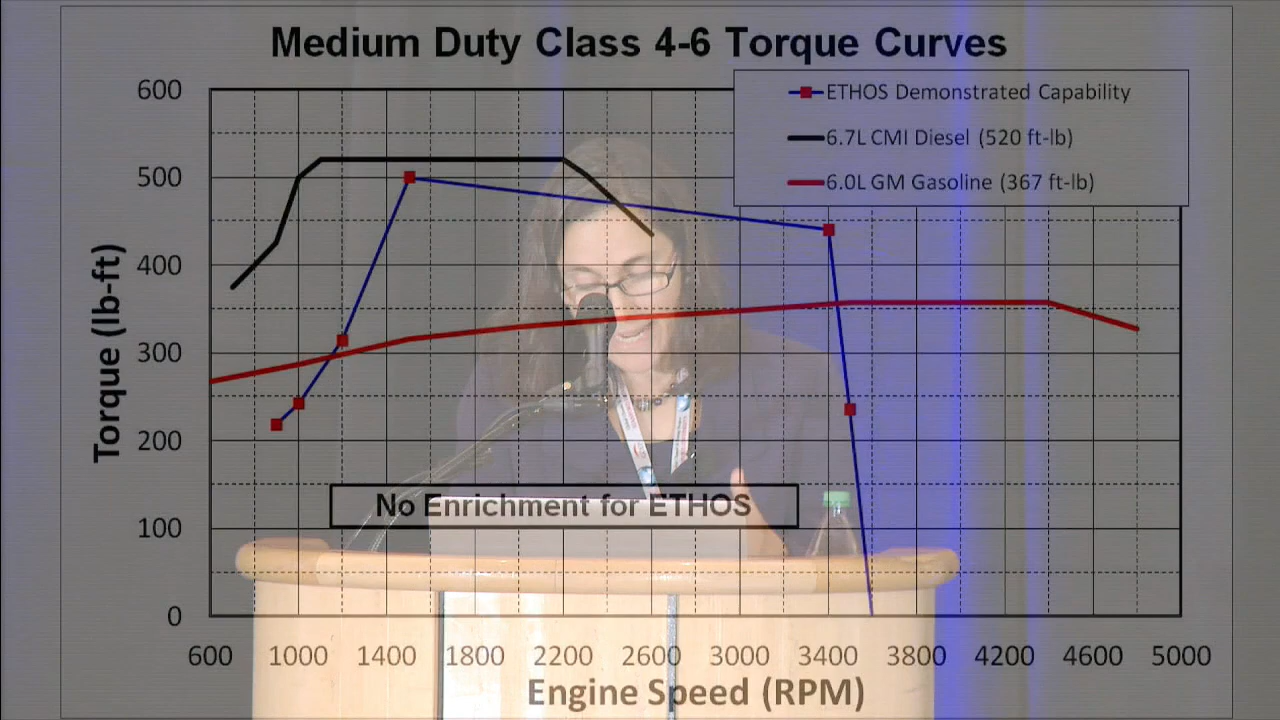 Medium Duty Class 4-6 Torque Curves
ETHOS Demonstrated Capability
6.7L CMI Diesel (520 ft-lb)
6.0L GM Gasoline (367 ft-lb)
600
500
400
300
200
100
0
Torque (lb-ft)
No Enrichment for ETHOS
600 1000 1400 1800 2200 2600 3000 3400 3800 4200 4600 5000
Engine Speed (RPM)